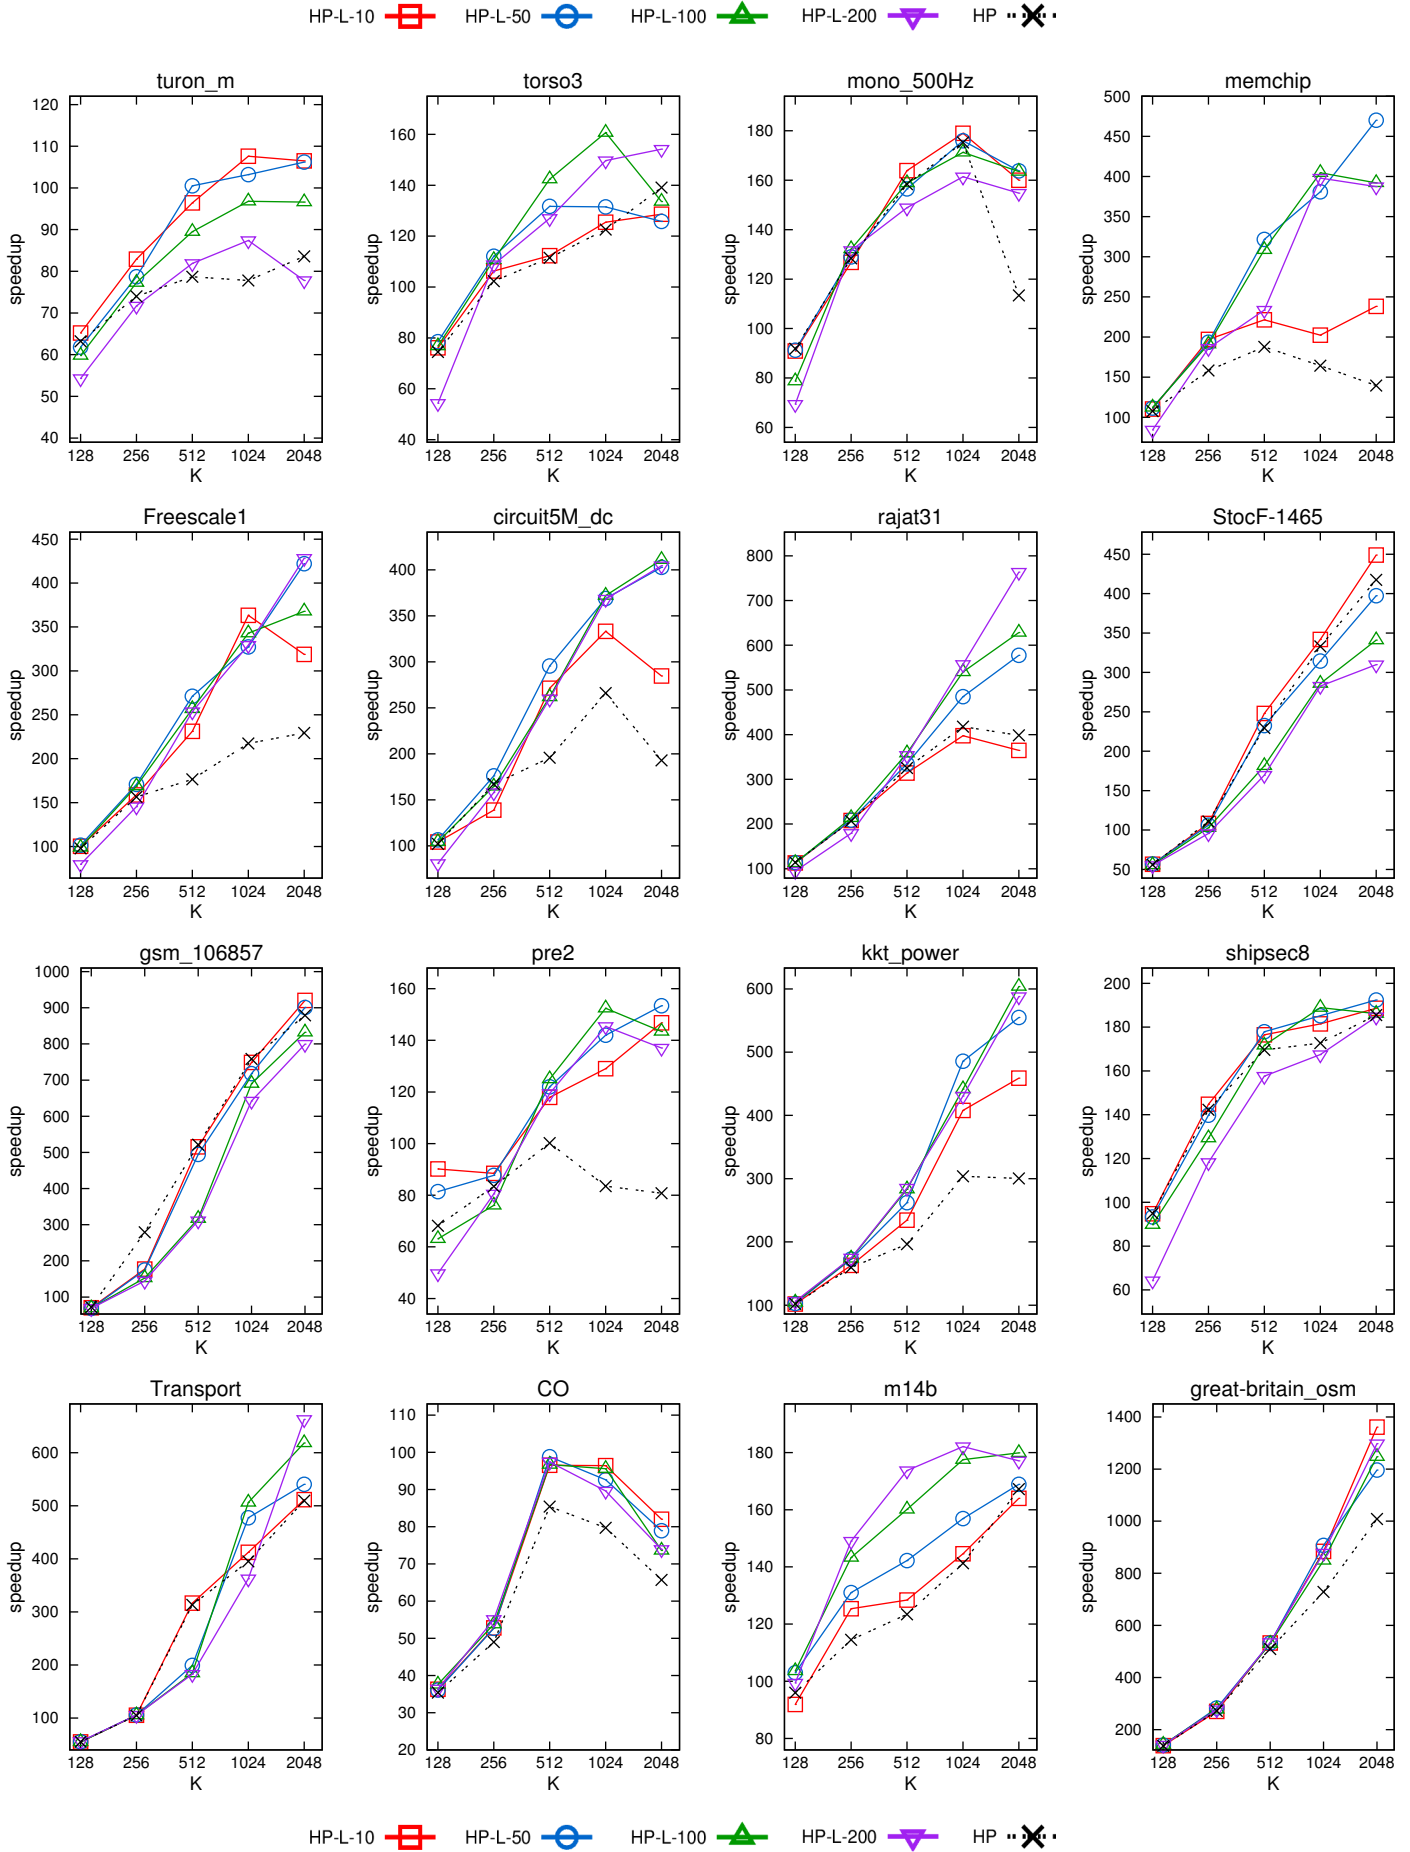 HP-L-10 HP-L-50 HP-L-100 HP-L-200 HP
turon_m torso3 mono_500Hz memchip
speedup
40 50 60 70 80 90 100 110 120
128 256 512 1024 2048
K
speedup
40 60 80 100 120 140 160
128 256 512 1024 2048
K
speedup
60 80 100 120 140 160 180
128 256 512 1024 2048
K
speedup
100 150 200 250 300 350 400 450 500
128 256 512 1024 2048
K
Freescale1 circuit5M_dc rajat31 StocF-1465
speedup
100 150 200 250 300 350 400 450
128 256 512 1024 2048
K
speedup
100 150 200 250 300 350 400
128 256 512 1024 2048
K
speedup
100 200 300 400 500 600 700 800
128 256 512 1024 2048
K
speedup
50 100 150 200 250 300 350 400 450
128 256 512 1024 2048
K
gsm_106857 pre2 kkt_power shipsec8
speedup
100 200 300 400 500 600 700 800 900 1000
128 256 512 1024 2048
K
speedup
40 60 80 100 120 140 160
128 256 512 1024 2048
K
speedup
100 200 300 400 500 600
128 256 512 1024 2048
K
speedup
60 80 100 120 140 160 180 200
128 256 512 1024 2048
K
Transport CO m14b great-britain_osm
speedup
100 200 300 400 500 600
128 256 512 1024 2048
K
speedup
20 30 40 50 60 70 80 90 100 110
128 256 512 1024 2048
K
speedup
80 100 120 140 160 180
128 256 512 1024 2048
K
speedup
200 400 600 800 1000 1200 1400
128 256 512 1024 2048
K
HP-L-10 HP-L-50 HP-L-100 HP-L-200 HP